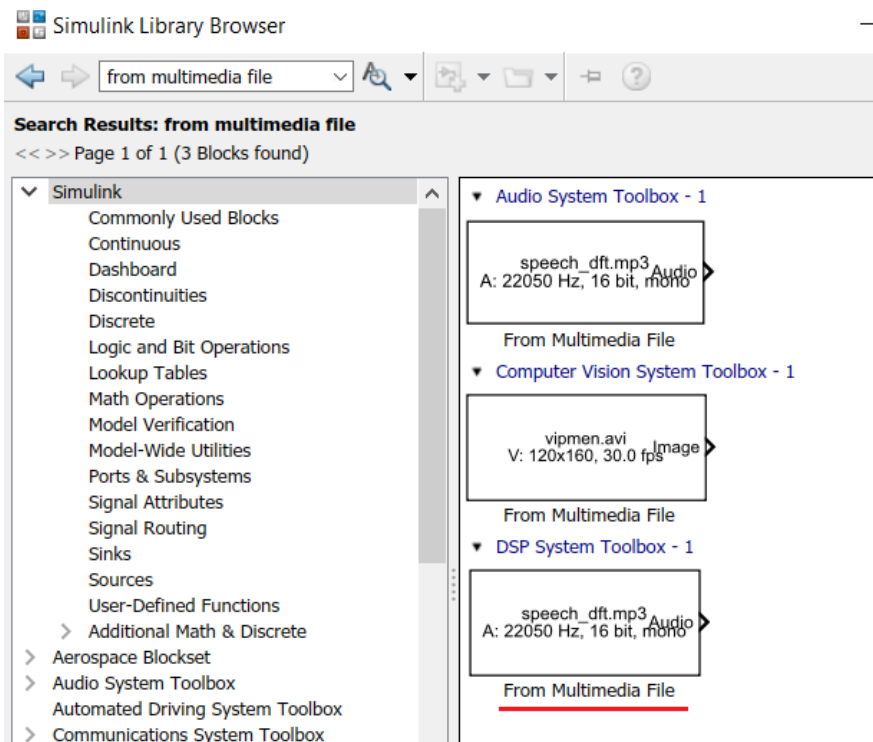 Simulink Library Browser
from multimedia file
Search Results: from multimedia file
<< >> Page 1 of 1 (3 Blocks found)
Simulink
Commonly Used Blocks
Continuous
Dashboard
Discontinuities
Discrete
Logic and Bit Operations
Lookup Tables
Math Operations
Model Verification
Model-Wide Utilities
Ports & Subsystems
Signal Attributes
Signal Routing
Sinks
Sources
User-Defined Functions
Additional Math & Discrete
Aerospace Blockset
Audio System Toolbox
Automated Driving System Toolbox
Communications System Toolbox
Audio System Toolbox - 1
speech_dft.mp3
Audio
A: 22050 Hz, 16 bit, mono
From Multimedia File
Computer Vision System Toolbox - 1
vipmen.avi
Image
V: 120x160, 30.0 fps
From Multimedia File
DSP System Toolbox - 1
speech_dft.mp3
Audio
A: 22050 Hz, 16 bit, mono
From Multimedia File